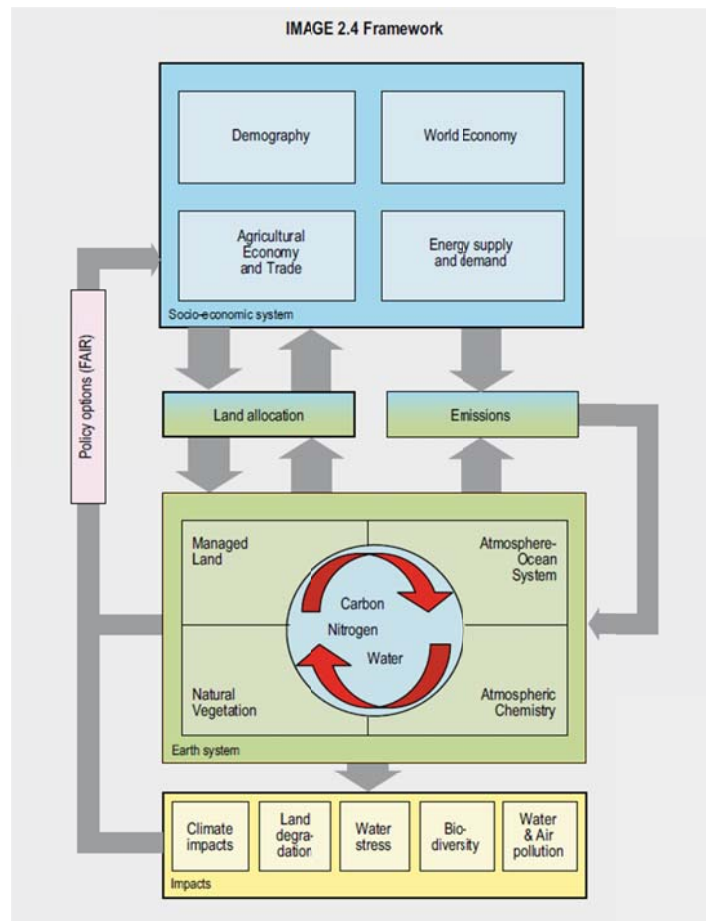 IMAGE 2.4 Framework
Demography
World Economy
Agricultural
Economy
and Trade
Energy supply
and demand
Socio-economic system
Policy options (FAIR)
Land allocation
Emissions
Managed
Land
Atmosphere-
Ocean
System
Carbon
Nitrogen
Water
Natural
Vegetation
Atmospheric
Chemistry
Earth system
Climate
impacts
Land
degra-
dation
Water
stress
Bio-
diversity
Water
& Air
pollution
Impacts